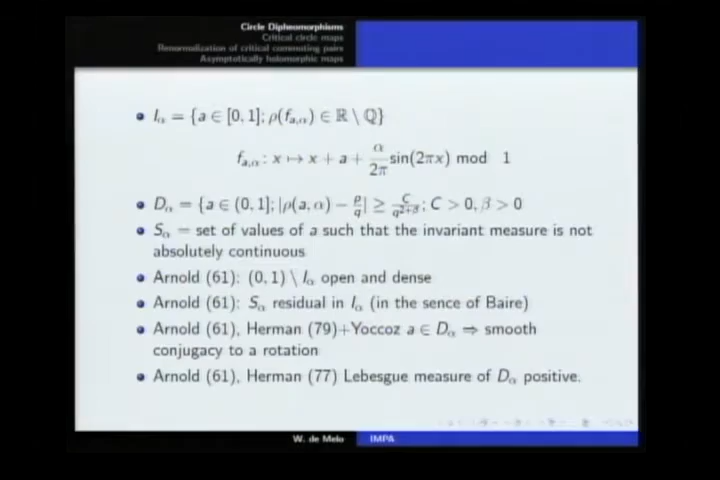 Circle Dipheomorphisms
Critical circle maps
Renormalization of critical commuting pairs
Asymptotically holomorphic maps
• I_α = {a ∈ [0, 1]; ρ(f_{a,α}) ∈ ℝ \ ℚ}
f_{a,α} : x ↦ x + a + α/2π sin(2πx) mod 1
• D_α = {a ∈ (0, 1]; |ρ(a, α) − p/q| ≥ C/q^{2+β}; C > 0, β > 0
• S_α = set of values of a such that the invariant measure is not
absolutely continuous
• Arnold (61): (0, 1) \ I_α open and dense
• Arnold (61): S_α residual in I_α (in the sence of Baire)
• Arnold (61), Herman (79)+Yoccoz a ∈ D_α ⇒ smooth
conjugacy to a rotation
• Arnold (61), Herman (77) Lebesgue measure of D_α positive.
W. de Melo IMPA